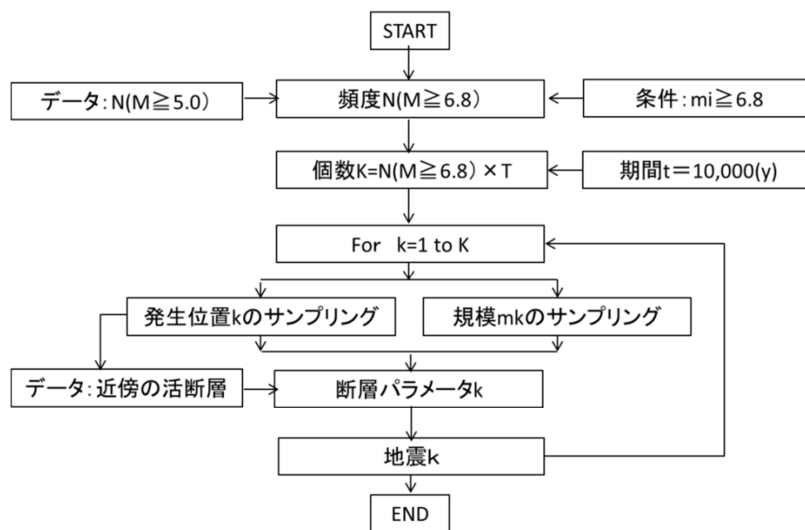 START
データ:N(M≧5.0)
頻度N(M≧6.8)
条件:mi≧6.8
個数K=N(M≧6.8)×T
期間t=10,000(y)
For k=1 to K
発生位置kのサンプリング
規模mkのサンプリング
データ:近傍の活断層
断層パラメータk
地震k
END